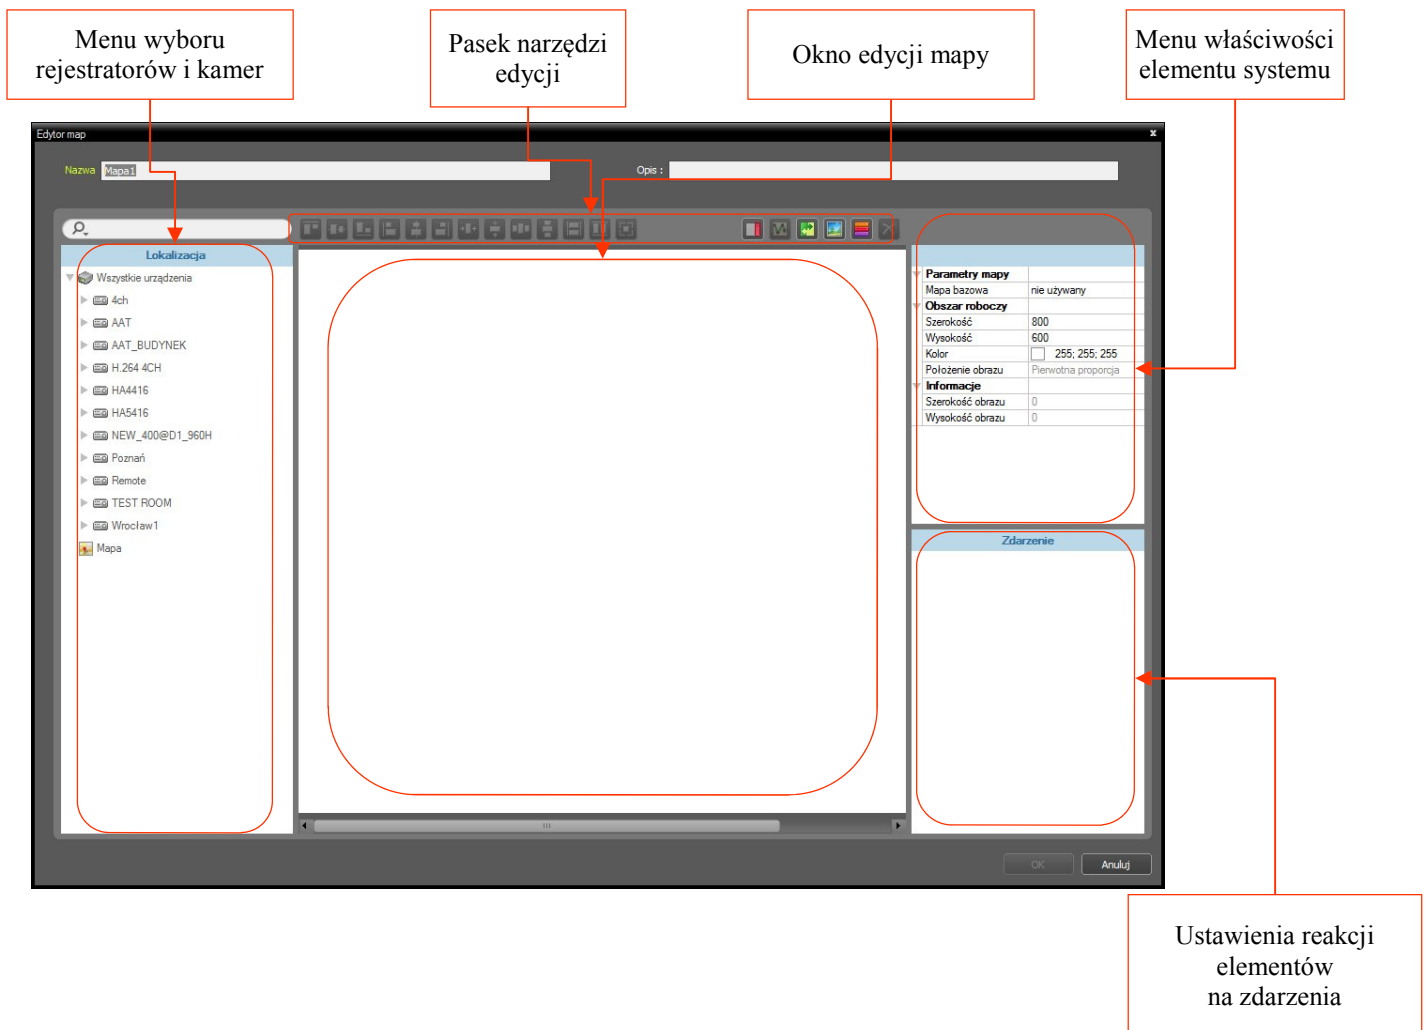 Menu wyboru
rejestratorów i kamer
Pasek narzędzi
edycji
Okno edycji mapy
Menu właściwości
elementu systemu
Edytor map
Nazwa Mapa1
Opis :
Lokalizacja
Wszystkie urządzenia
4ch
AAT
AAT_BUDYNEK
H.264 4CH
HA4416
HA5416
NEW_400@D1_960H
Poznań
Remote
TEST ROOM
Wrocław1
Mapa
Parametry mapy
Mapa bazowa nie używany
Obszar roboczy
Szerokość 800
Wysokość 600
Kolor 255; 255; 255
Położenie obrazu Pierwotna proporcja
Informacje
Szerokość obrazu 0
Wysokość obrazu 0
Zdarzenie
OK Anuluj
Ustawienia reakcji
elementów
na zdarzenia